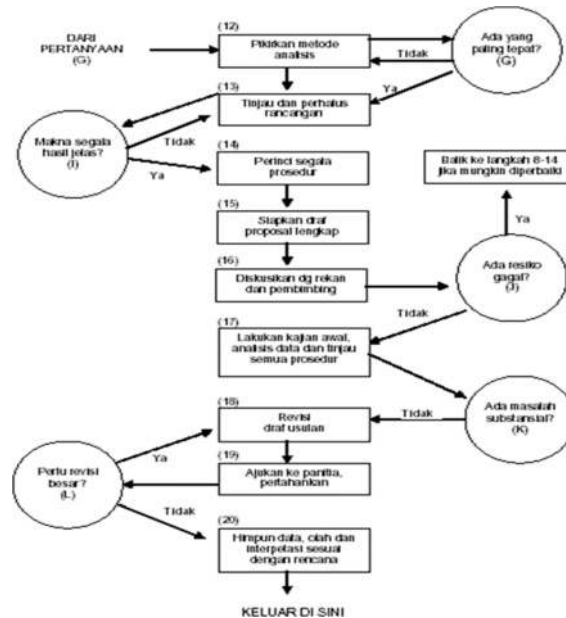 DARI
PERTANYAAN
(G)
(12)
Pikirkan metode
analisis
Ada yang
paling tepat?
(G)
Tidak
Ya
(13)
Tinjau dan perhalus
rancangan
Makna segala
hasil jelas?
(I)
Tidak
Ya
(14)
Perinci segala
prosedur
Balik ke langkah 8-14
jika mungkin diperbaiki
Ya
(15)
Siapkan draf
proposal lengkap
(16)
Diskusikan dg rekan
dan pembimbing
Ada resiko
gagal?
(J)
Tidak
(17)
Lakukan kajian awal,
analisis data dan tinjau
semua prosedur
Ada masalah
substansial?
(K)
Tidak
(18)
Revisi
draf usulan
Ya
Perlu revisi
besar?
(L)
(19)
Ajukan ke panitia,
pertahankan
Tidak
(20)
Himpun data, olah dan
interpetasi sesuai
dengan rencana
KELUAR DI SINI